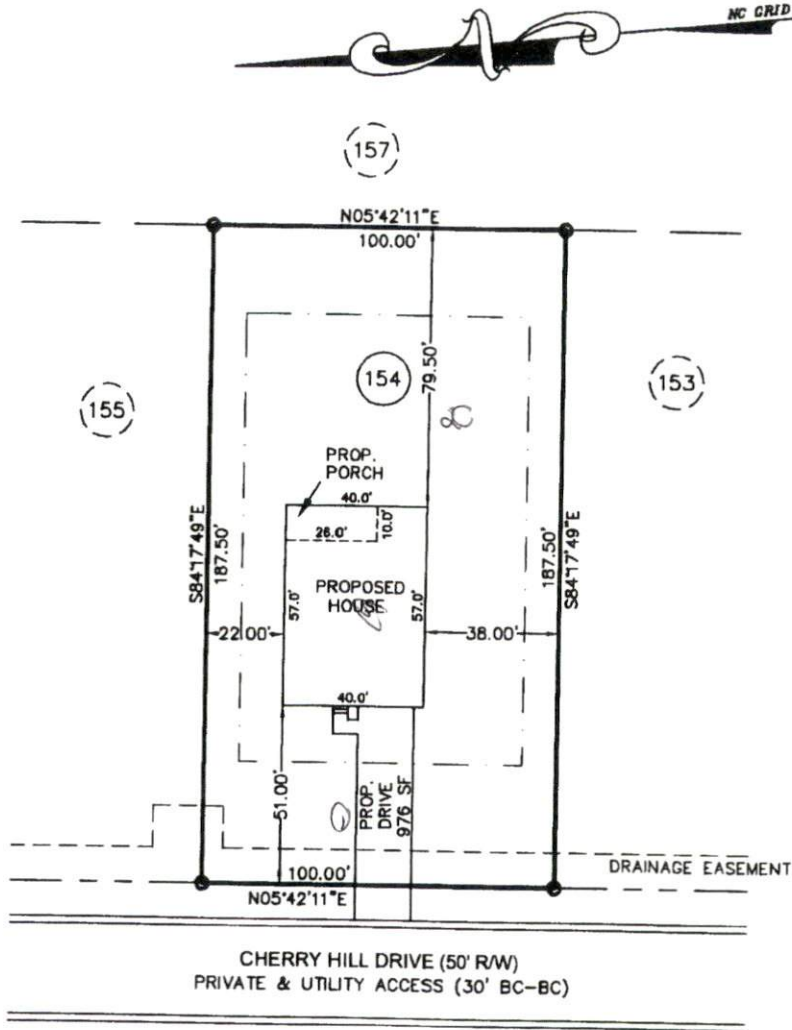 NC GRID
157
N05°42'11"E
100.00'
154
79.50'
155
153
PROP.
PORCH
40.0'
26.0'
10.0'
S84°17'49"E
187.50'
187.50'
S84°17'49"E
PROPOSED
HOUSE
57.0'
57.0'
22.00'
38.00'
40.0'
51.00'
PROP.
DRIVE
976 SF
DRAINAGE EASEMENT
100.00'
N05°42'11"E
CHERRY HILL DRIVE (50' R/W)
PRIVATE & UTILITY ACCESS (30' BC-BC)